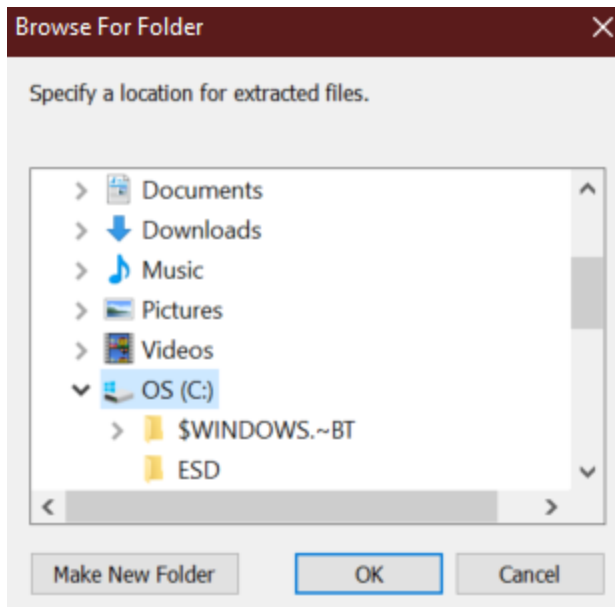 Browse For Folder
Specify a location for extracted files.
Documents
Downloads
Music
Pictures
Videos
OS (C:)
$WINDOWS.~BT
ESD
Make New Folder OK Cancel